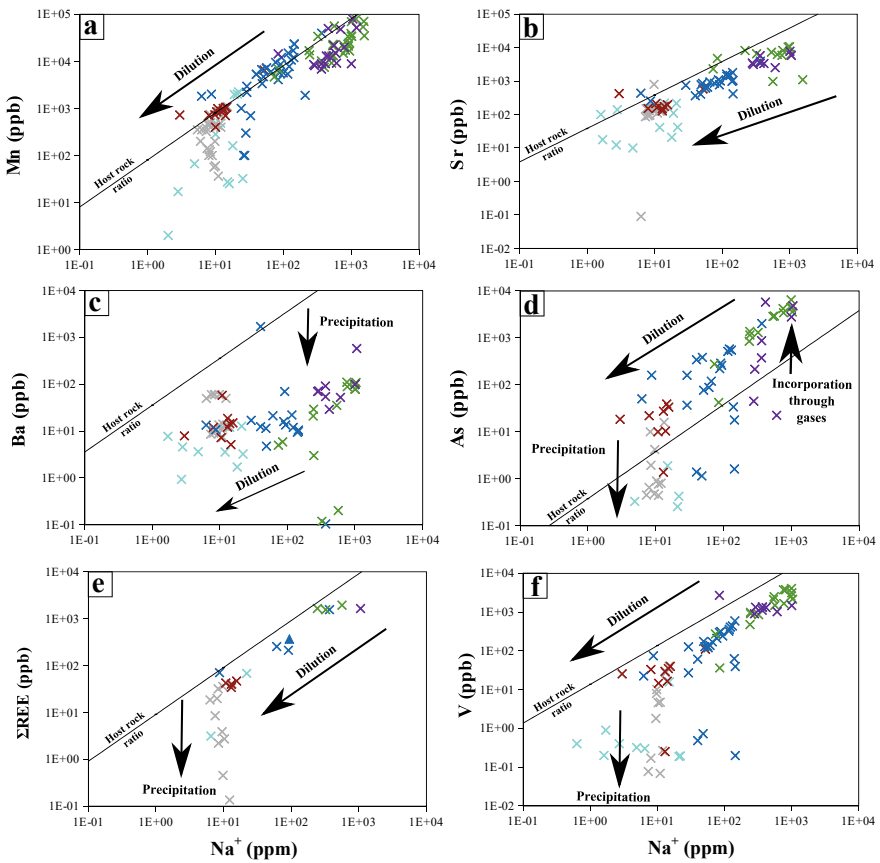 a
Mn (ppb)
1E+05
1E+04
1E+03
1E+02
1E+01
1E+00
Dilution
Host rock
ratio
1E-01
1E+00
1E+01
1E+02
1E+03
1E+04
b
Sr (ppb)
1E+05
1E+04
1E+03
1E+02
1E+01
1E+00
1E-01
1E-02
Host rock
ratio
Dilution
1E-01
1E+00
1E+01
1E+02
1E+03
1E+04
c
Ba (ppb)
1E+04
1E+03
1E+02
1E+01
1E+00
1E-01
Precipitation
Host rock
ratio
Dilution
1E-01
1E+00
1E+01
1E+02
1E+03
1E+04
d
As (ppb)
1E+04
1E+03
1E+02
1E+01
1E+00
1E-01
Dilution
Incorporation
through
gases
Precipitation
Host rock
ratio
1E-01
1E+00
1E+01
1E+02
1E+03
1E+04
e
ΣREE (ppb)
1E+04
1E+03
1E+02
1E+01
1E+00
1E-01
Dilution
Host rock
ratio
Precipitation
1E-01
1E+00
1E+01
1E+02
1E+03
1E+04
Na⁺ (ppm)
f
V (ppb)
1E+04
1E+03
1E+02
1E+01
1E+00
1E-01
1E-02
Dilution
Host rock
ratio
Precipitation
1E-01
1E+00
1E+01
1E+02
1E+03
1E+04
Na⁺ (ppm)